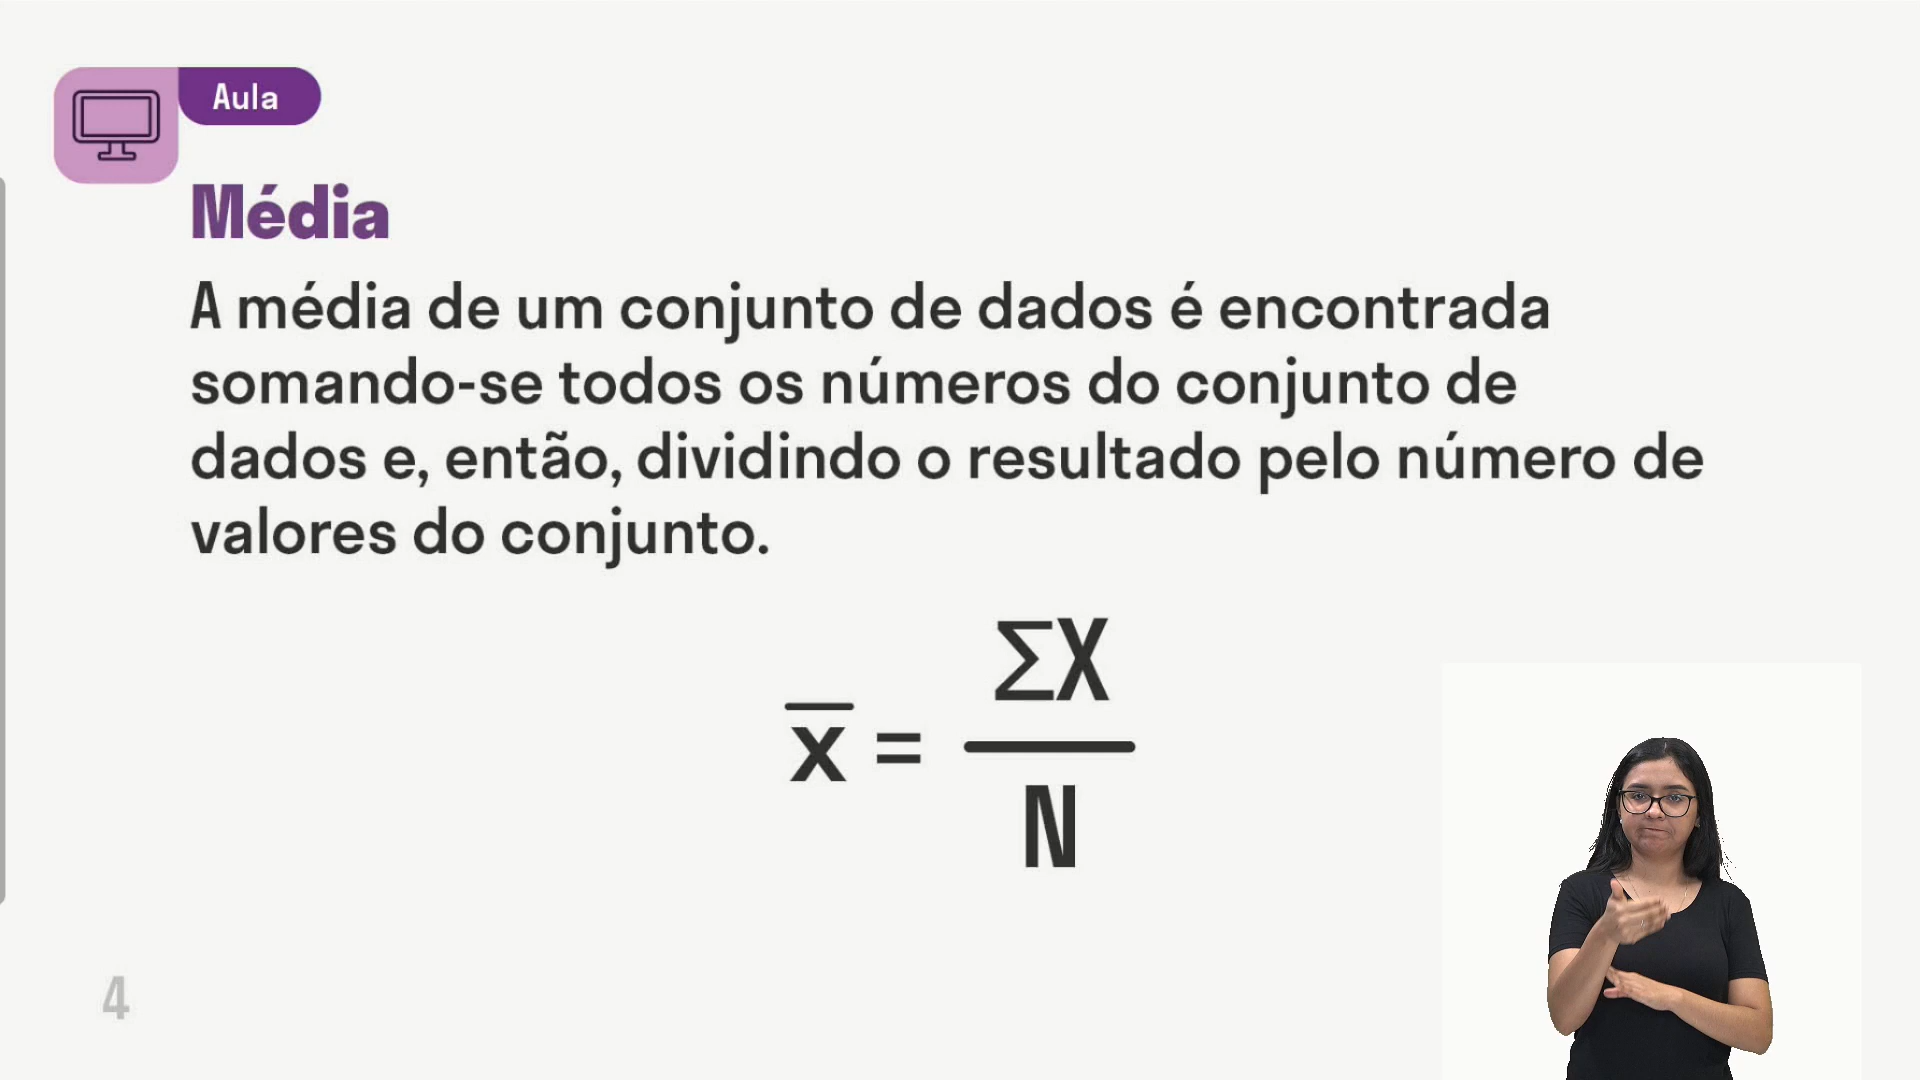 Aula
Média
A média de um conjunto de dados é encontrada
somando-se todos os números do conjunto de
dados e, então, dividindo o resultado pelo número de
valores do conjunto.
x̄ = ΣX / N
4